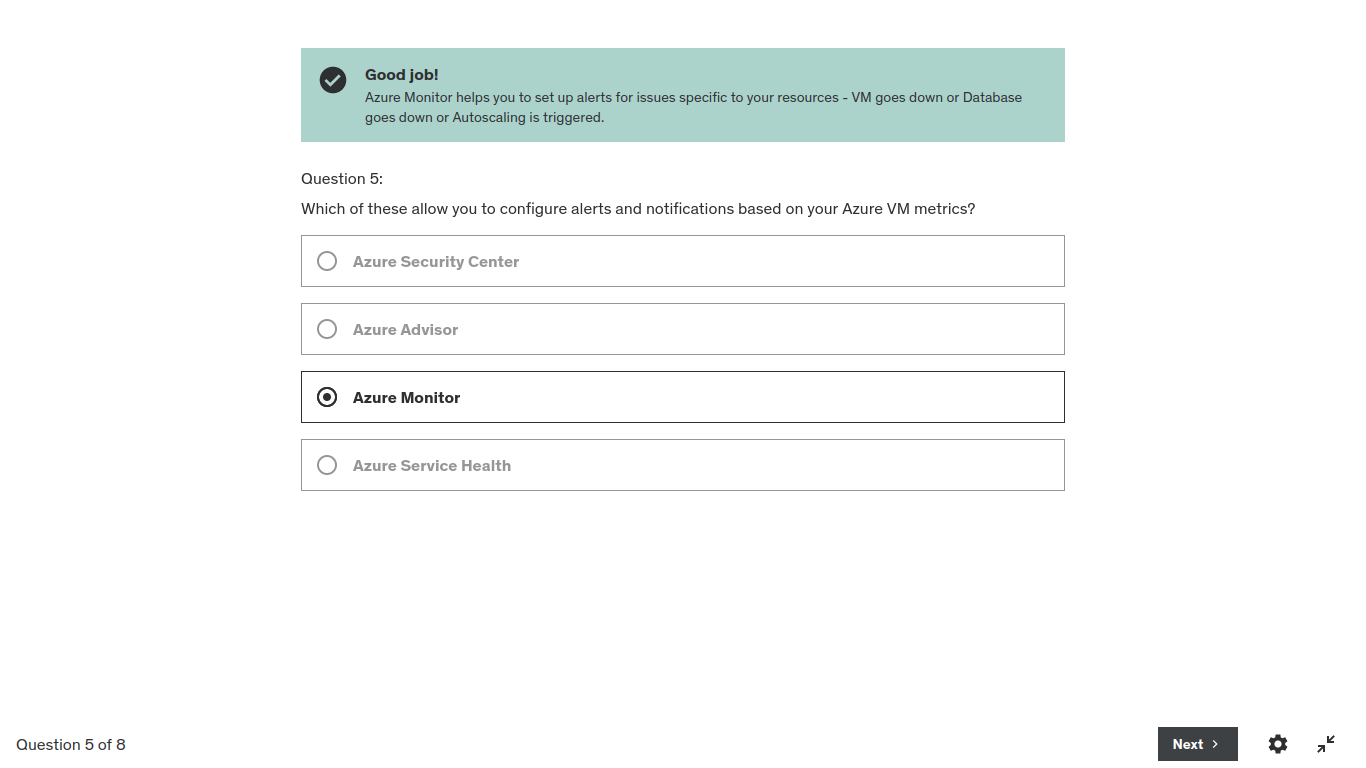 Good job!
Azure Monitor helps you to set up alerts for issues specific to your resources - VM goes down or Database
goes down or Autoscaling is triggered.
Question 5:
Which of these allow you to configure alerts and notifications based on your Azure VM metrics?
Azure Security Center
Azure Advisor
Azure Monitor
Azure Service Health
Question 5 of 8
Next